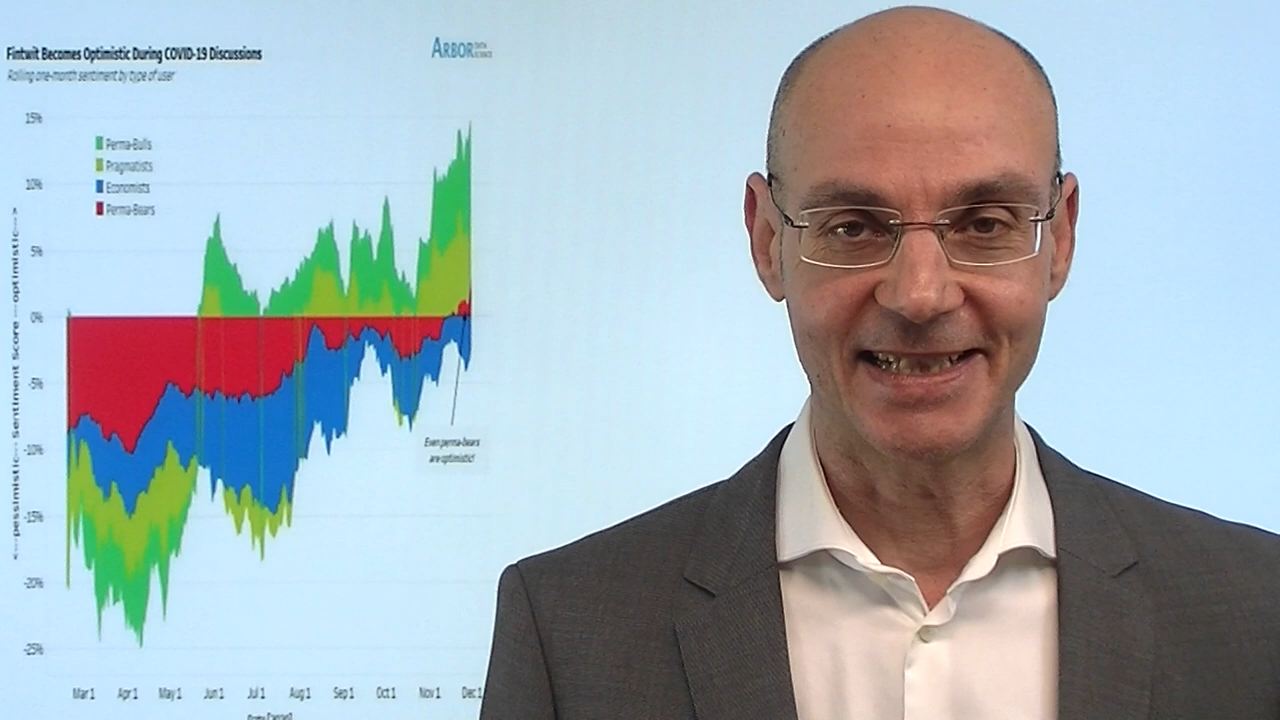 Fintwit Becomes Optimistic During COVID-19 Discussions
Rolling one-month sentiment by type of user
ARBOR DATA SCIENCE
15%
10%
5%
0%
-5%
-10%
-15%
-20%
-25%
<---pessimistic--- Sentiment Score ---optimistic--->
Perma-Bulls
Pragmatists
Economists
Perma-Bears
Even perma-bears
are optimistic!
Mar 1 Apr 1 May 1 Jun 1 Jul 1 Aug 1 Sep 1 Oct 1 Nov 1 Dec 1